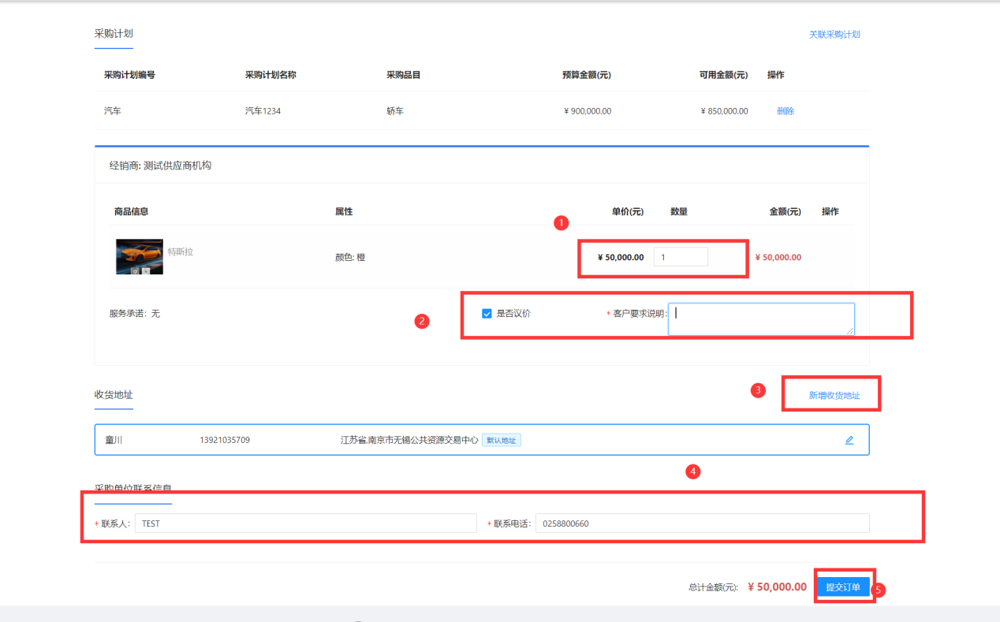 采购计划 关联采购计划
采购计划编号 采购计划名称 采购品目 预算金额(元) 可用金额(元) 操作
汽车 汽车1234 轿车 ¥ 900,000.00 ¥ 850,000.00 删除
经销商: 测试供应商机构
商品信息 属性 单价(元) 数量 金额(元) 操作
1
特斯拉 颜色: 橙 ¥ 50,000.00 1 ¥ 50,000.00
服务承诺: 无 是否议价 * 客户要求说明:
2
收货地址 3 新增收货地址
童川 13921035709 江苏省,南京市无锡公共资源交易中心 默认地址
4
采购单位联系信息
* 联系人: TEST * 联系电话: 0258800660
总计金额(元): ¥ 50,000.00 提交订单 5